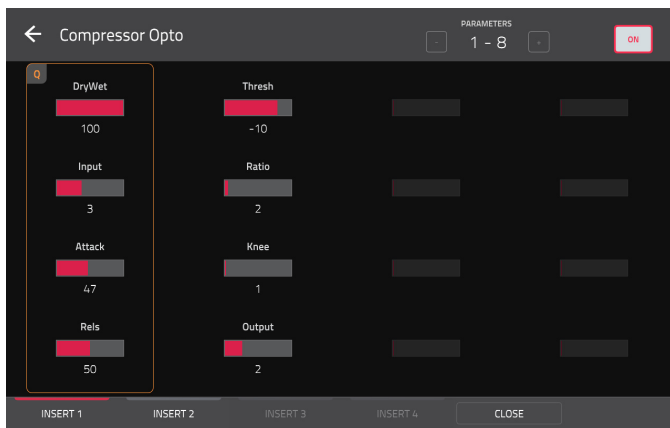 Compressor Opto
PARAMETERS
- 1 - 8 +
ON
Q
DryWet
100
Thresh
-10
Input
3
Ratio
2
Attack
47
Knee
1
Rels
50
Output
2
INSERT 1
INSERT 2
INSERT 3
INSERT 4
CLOSE